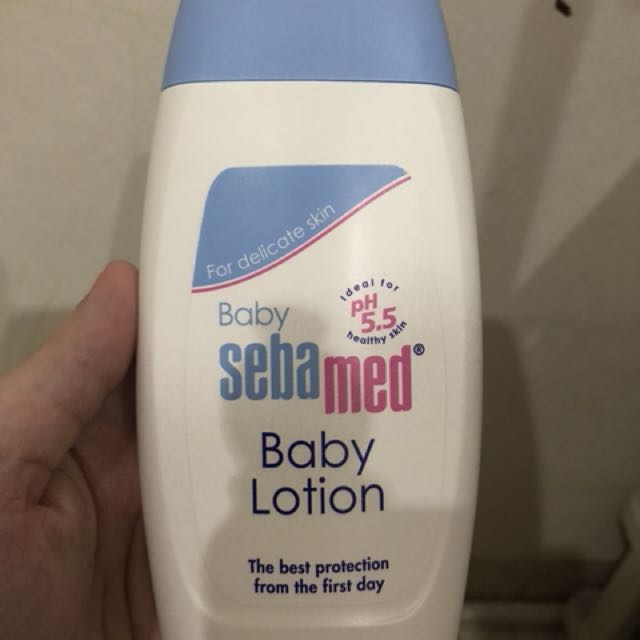 For delicate skin
Ideal for
pH
5.5
healthy skin
Baby
sebamed®
Baby
Lotion
The best protection
from the first day